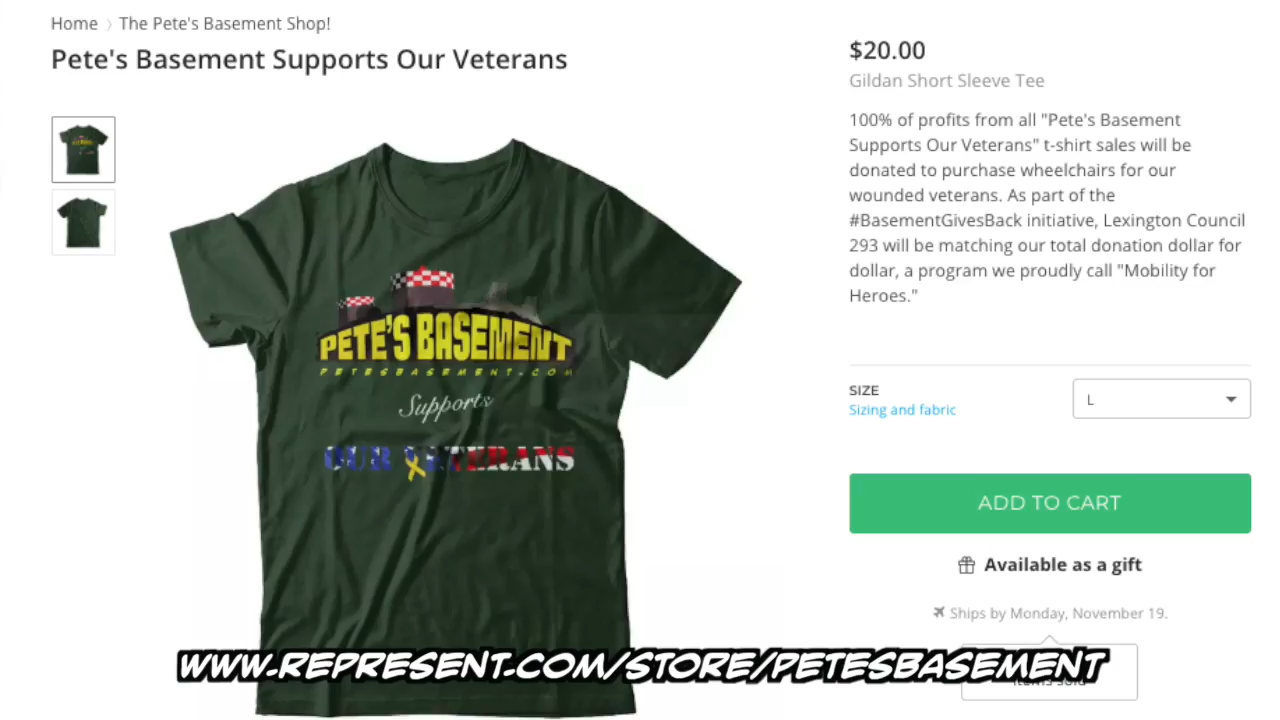 Home > The Pete's Basement Shop!
Pete's Basement Supports Our Veterans
$20.00
Gildan Short Sleeve Tee
100% of profits from all "Pete's Basement
Supports Our Veterans" t-shirt sales will be
donated to purchase wheelchairs for our
wounded veterans. As part of the
#BasementGivesBack initiative, Lexington Council
293 will be matching our total donation dollar for
dollar, a program we proudly call "Mobility for
Heroes."
PETE'S BASEMENT
PETESBASEMENT.COM
Supports
OUR VETERANS
SIZE
Sizing and fabric
L
ADD TO CART
Available as a gift
Ships by Monday, November 19.
WWW.REPRESENT.COM/STORE/PETESBASEMENT